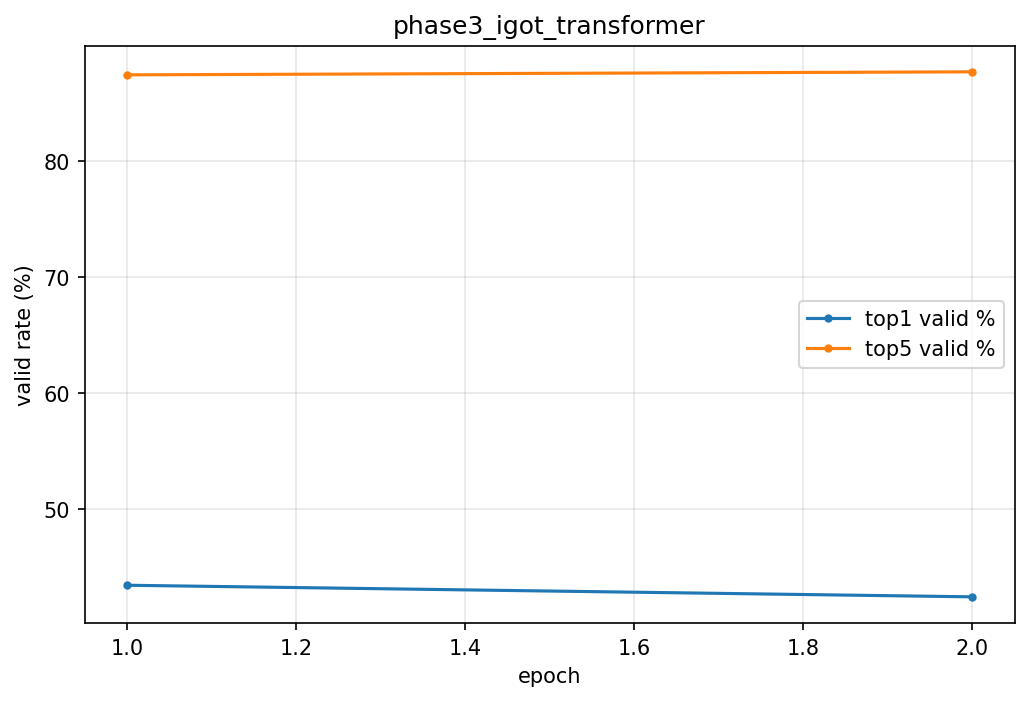 phase3_igot_transformer
valid rate (%)
80
70
60
50
top1 valid %
top5 valid %
1.0 1.2 1.4 1.6 1.8 2.0
epoch